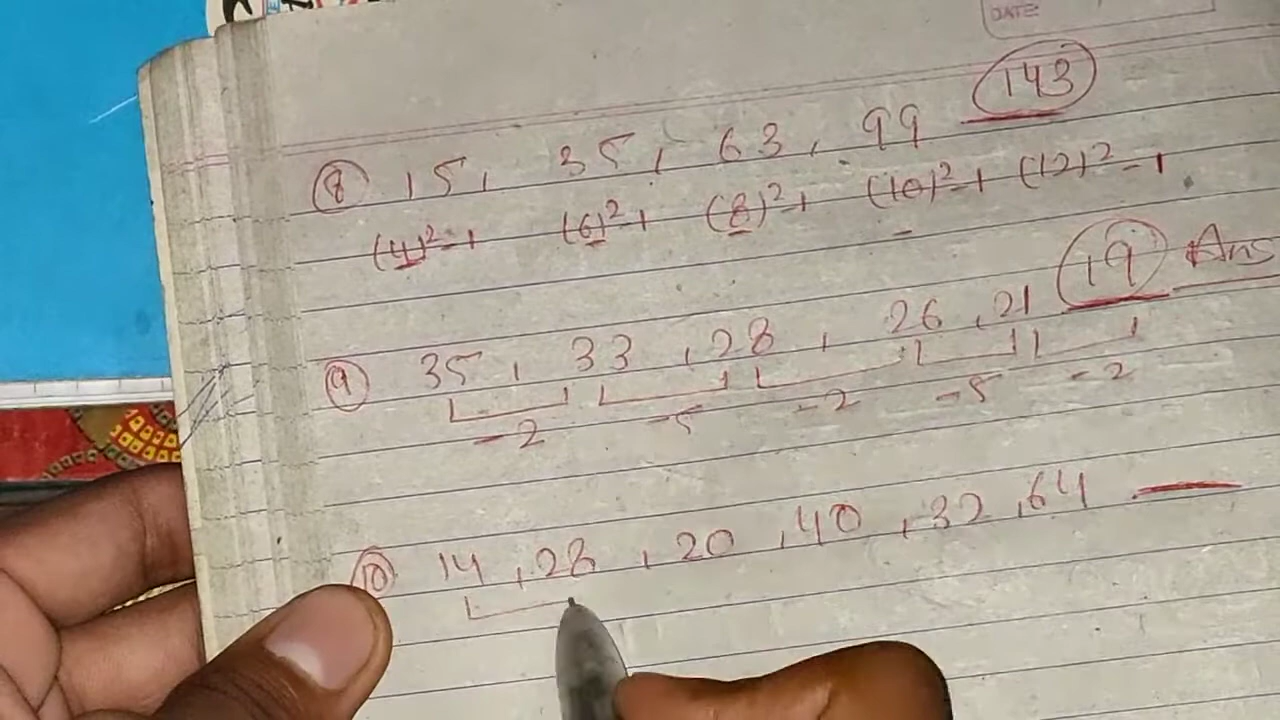 DATE:
⑧ 15, 35, 63, 99 143
(4)²-1 (6)²-1 (8)²-1 (10)²-1 (12)²-1
⑨ 35, 33, 28, 26, 21 19 Ans
-2 -5 -2 -5 -2
⑩ 14, 28, 20, 40, 32, 64 __